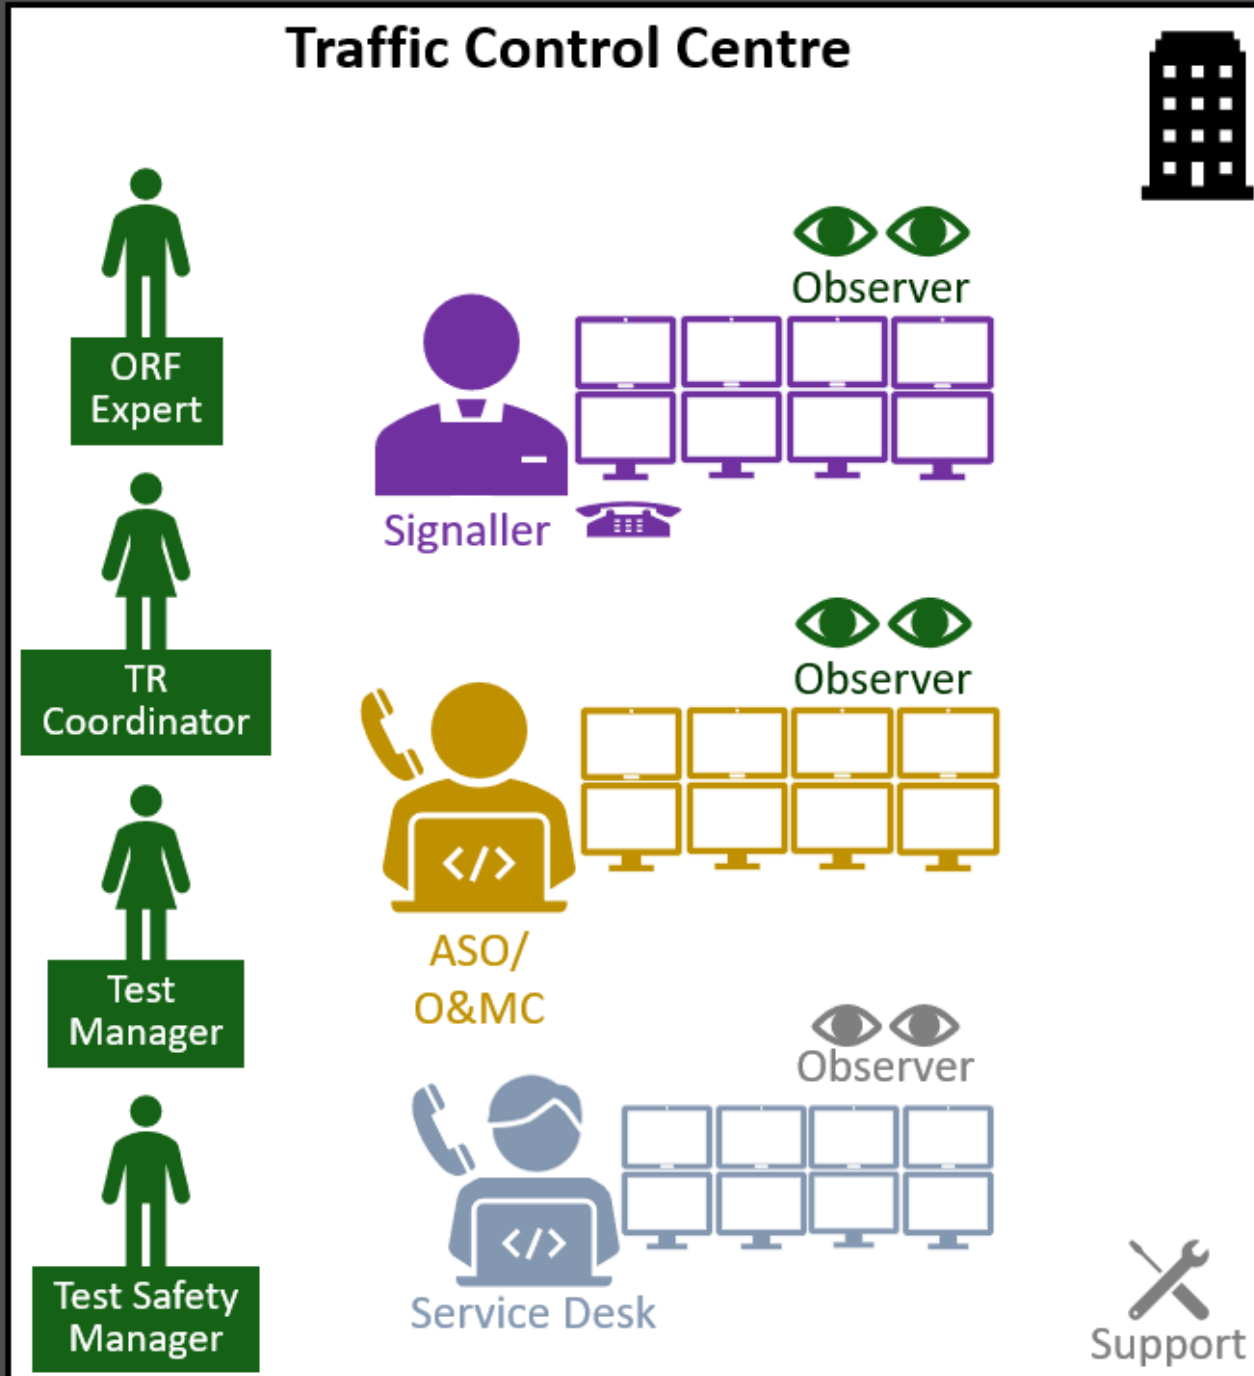 Traffic Control Centre
ORF
Expert
TR
Coordinator
Test
Manager
Test Safety
Manager
Observer
Signaller
Observer
</>
ASO/
O&MC
Observer
</>
Service Desk
Support